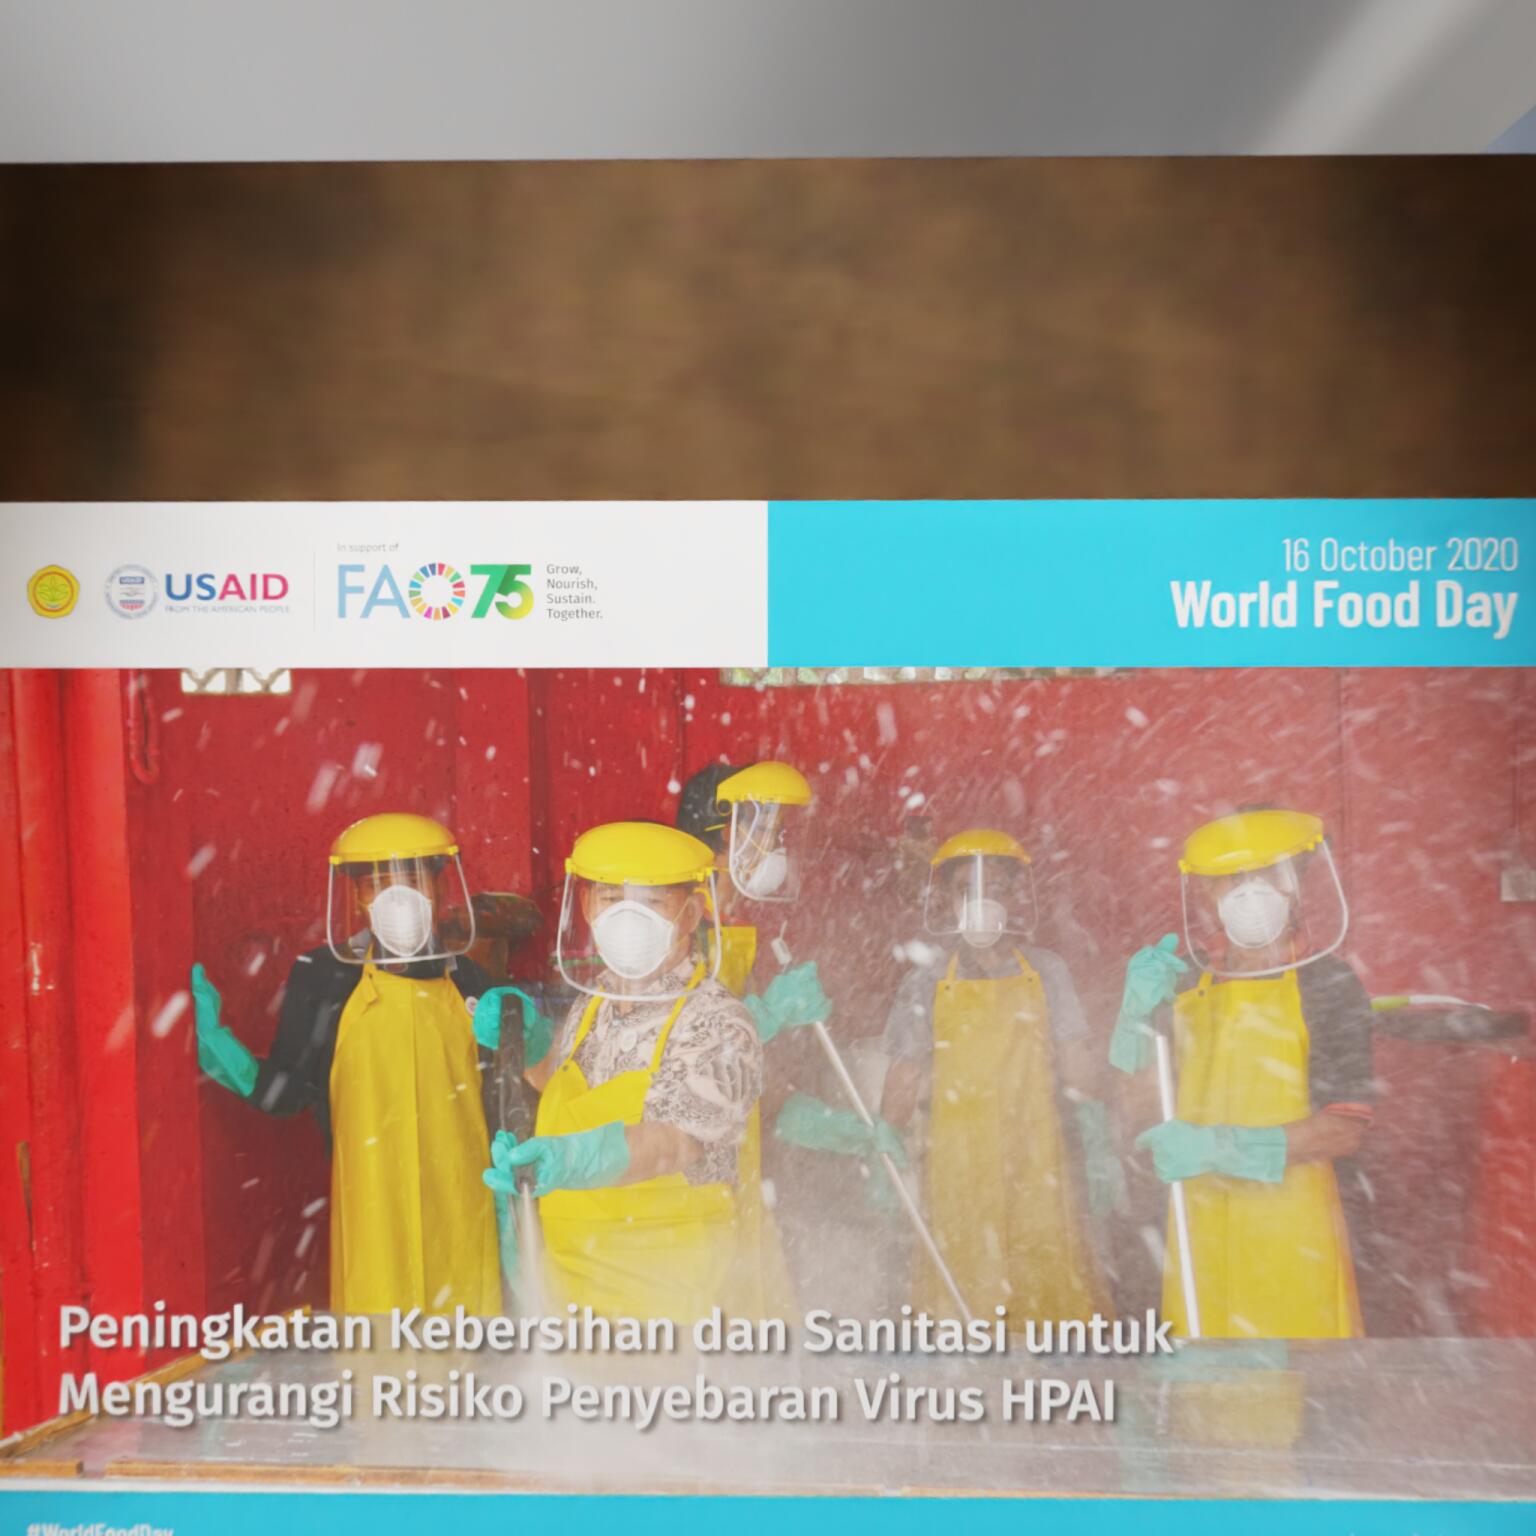 USAID
FROM THE AMERICAN PEOPLE
In support of
FAO75
Grow,
Nourish,
Sustain.
Together.
16 October 2020
World Food Day
Peningkatan Kebersihan dan Sanitasi untuk
Mengurangi Risiko Penyebaran Virus HPAI
#WorldFoodDay